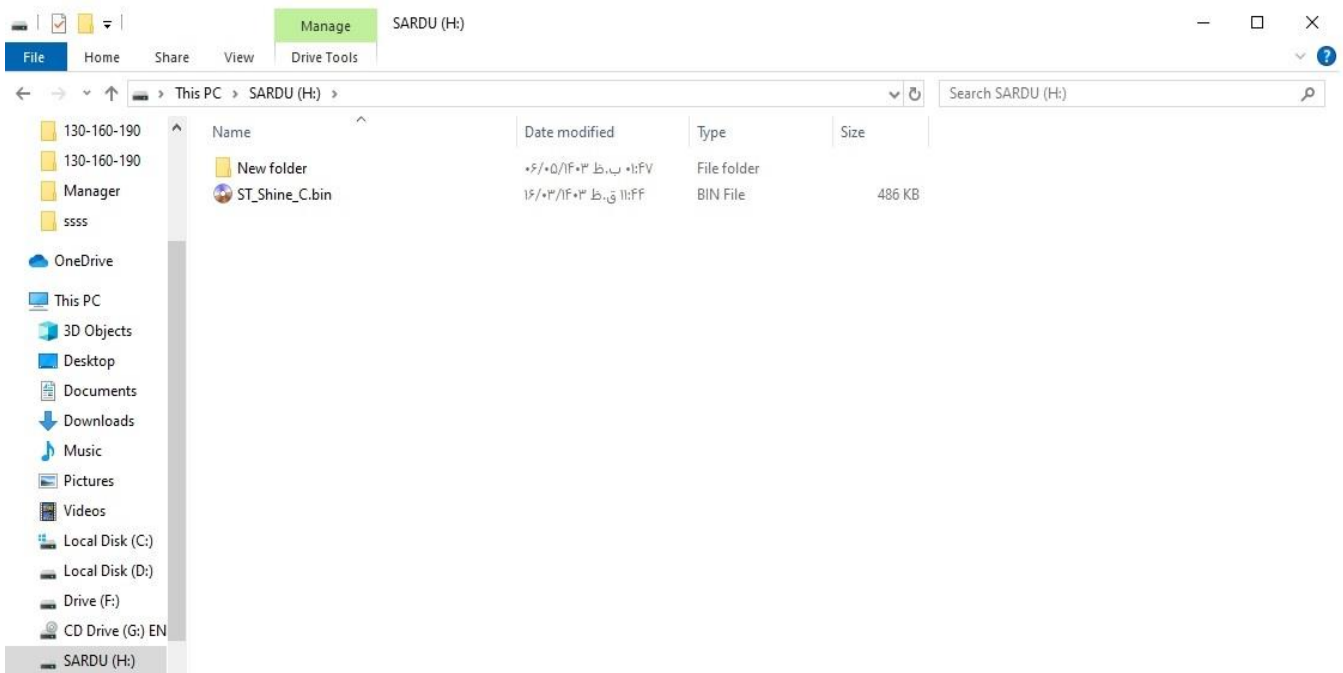 Manage SARDU (H:)
File Home Share View Drive Tools
This PC > SARDU (H:) > Search SARDU (H:)
130-160-190
130-160-190
Manager
ssss
OneDrive
This PC
3D Objects
Desktop
Documents
Downloads
Music
Pictures
Videos
Local Disk (C:)
Local Disk (D:)
Drive (F:)
CD Drive (G:) EN
SARDU (H:)
Name Date modified Type Size
New folder ۰۶/۰۵/۱۴۰۳ ب.ظ ۰۱:۴۷ File folder
ST_Shine_C.bin ۱۶/۰۳/۱۴۰۳ ق.ظ ۱۱:۴۴ BIN File 486 KB